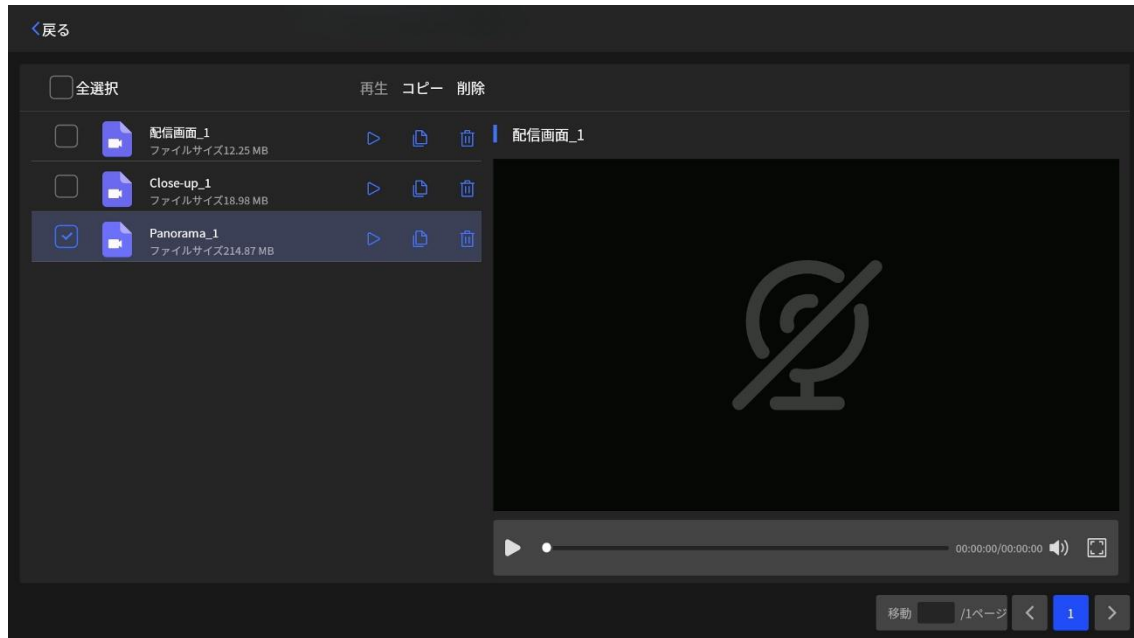 戻る
全選択 再生 コピー 削除
配信画面_1
ファイルサイズ12.25 MB
Close-up_1
ファイルサイズ18.98 MB
Panorama_1
ファイルサイズ214.87 MB
配信画面_1
00:00:00/00:00:00
移動 /1ページ 1